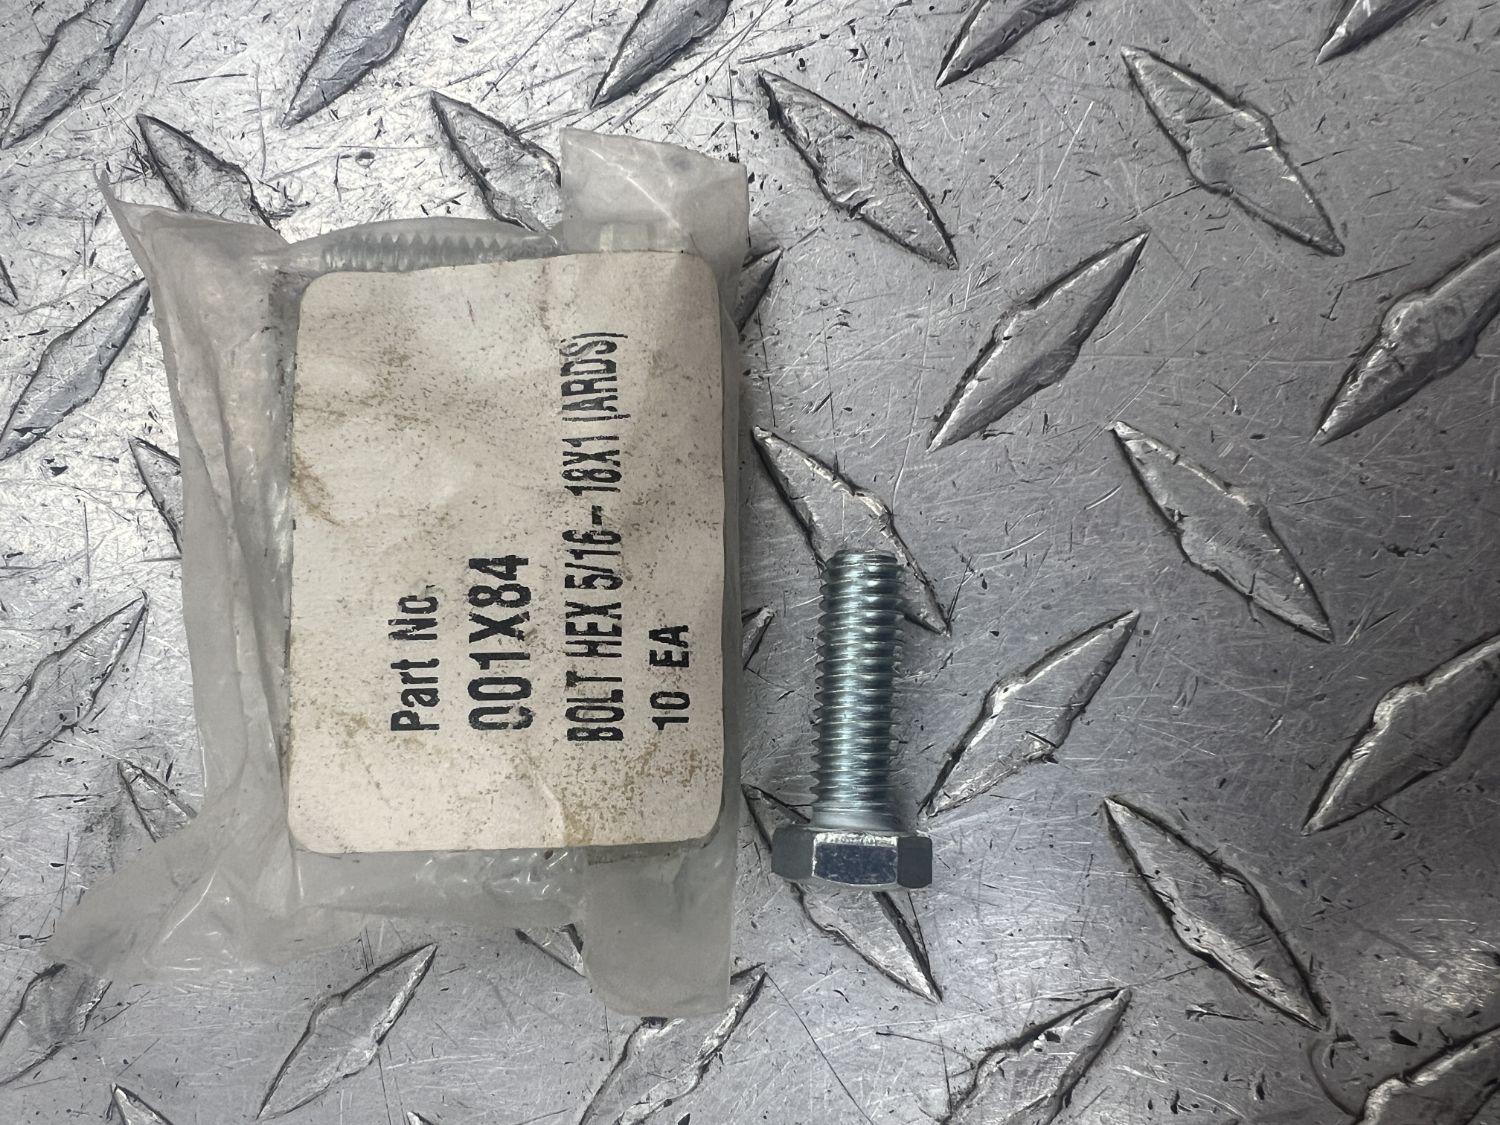 Part No.
001X84
BOLT HEX 5/16-18X1 (ARDS)
10 EA